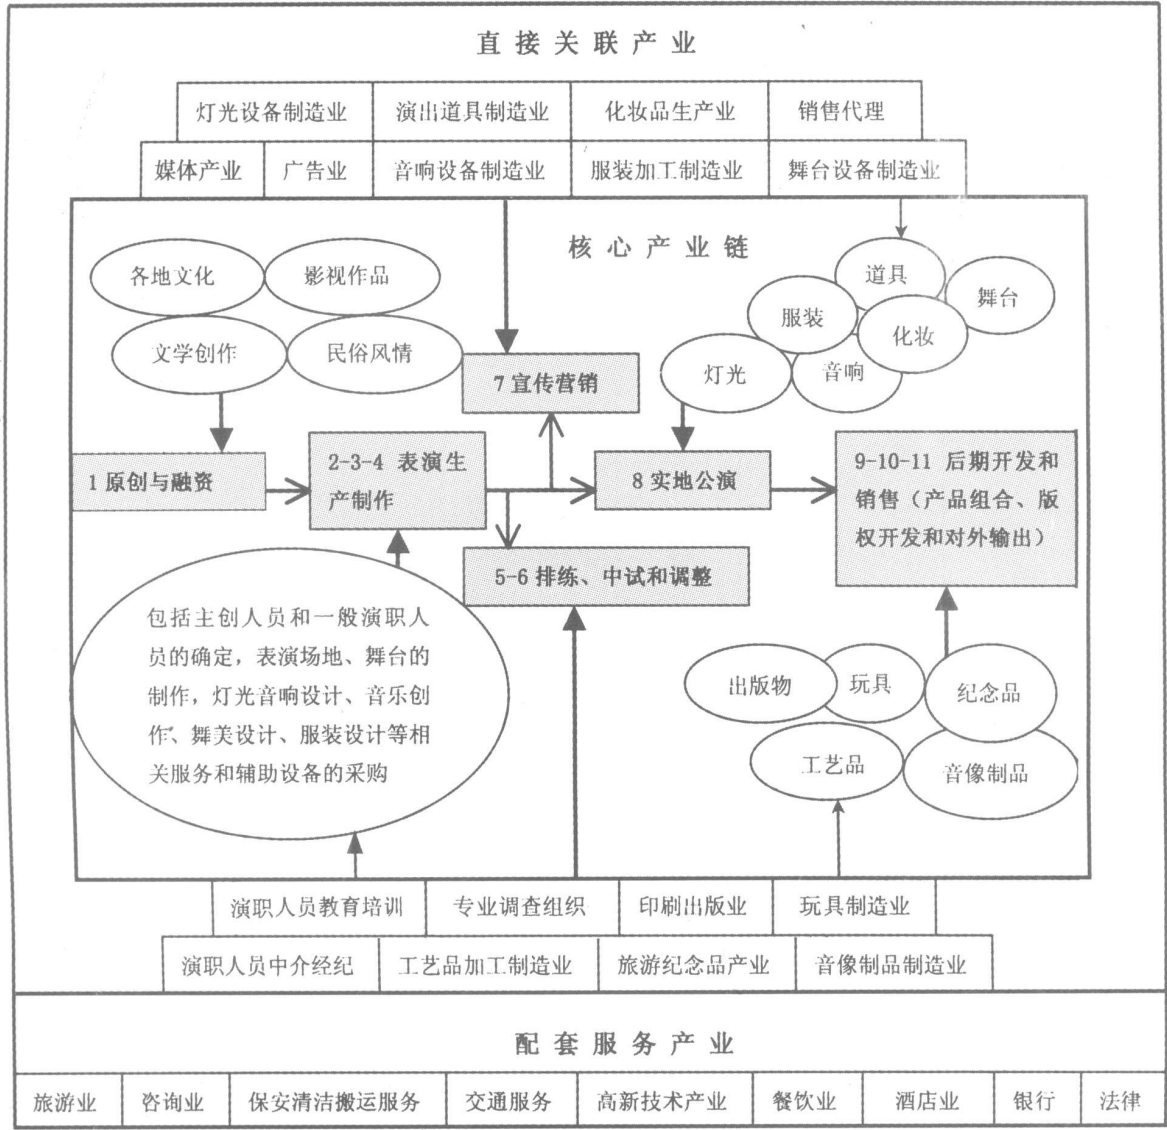 直接关联产业
灯光设备制造业 演出道具制造业 化妆品生产业 销售代理
媒体产业 广告业 音响设备制造业 服装加工制造业 舞台设备制造业
核心产业链
各地文化 影视作品
文学创作 民俗风情
道具
舞台
服装
化妆
灯光
音响
7 宣传营销
1 原创与融资
2-3-4 表演生
产制作
8 实地公演
9-10-11 后期开发和
销售（产品组合、版
权开发和对外输出）
5-6 排练、中试和调整
包括主创人员和一般演职人
员的确定，表演场地、舞台的
制作，灯光音响设计、音乐创
作、舞美设计、服装设计等相
关服务和辅助设备的采购
出版物
玩具
纪念品
工艺品
音像制品
演职人员教育培训 专业调查组织 印刷出版业 玩具制造业
演职人员中介经纪 工艺品加工制造业 旅游纪念品产业 音像制品制造业
配套服务产业
旅游业 咨询业 保安清洁搬运服务 交通服务 高新技术产业 餐饮业 酒店业 银行 法律